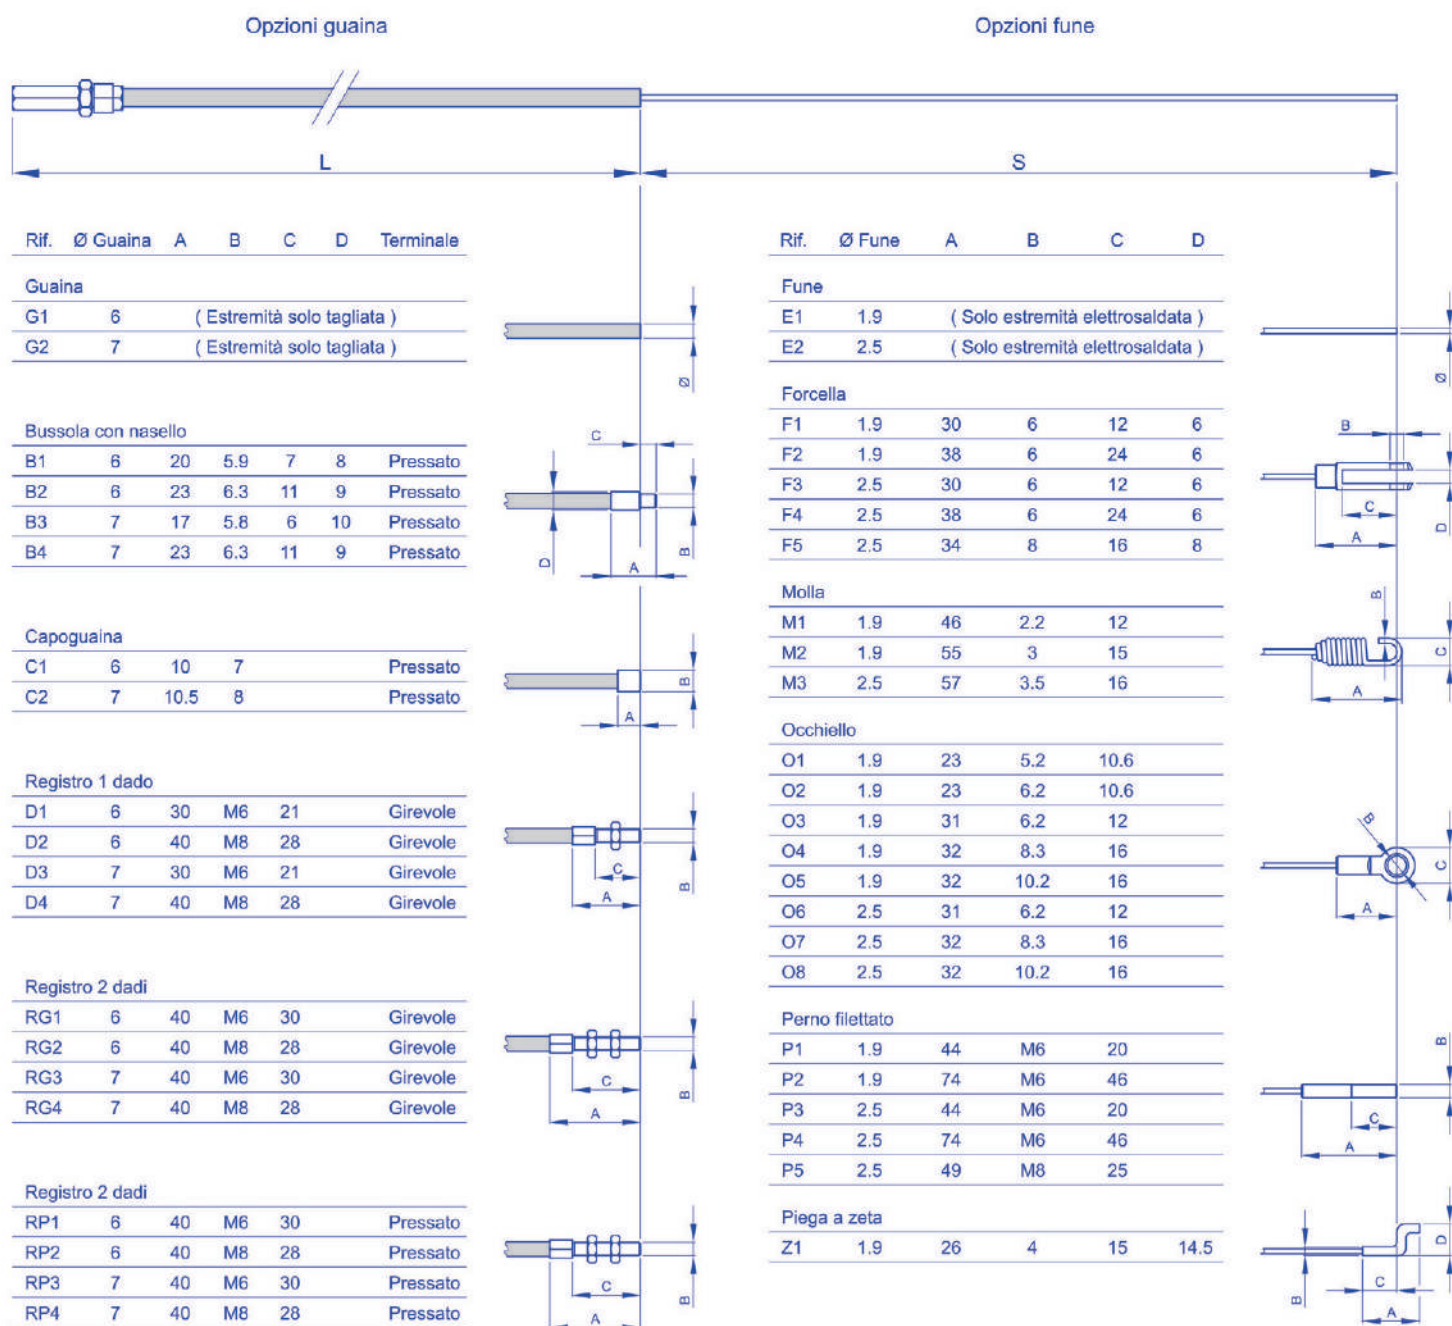 Opzioni guaina
Opzioni fune
L
S
Rif. Ø Guaina A B C D Terminale
Guaina
G1 6 ( Estremità solo tagliata )
G2 7 ( Estremità solo tagliata )
Ø
Bussola con nasello
B1 6 20 5.9 7 8 Pressato
B2 6 23 6.3 11 9 Pressato
B3 7 17 5.8 6 10 Pressato
B4 7 23 6.3 11 9 Pressato
C
D
A
B
Capoguaina
C1 6 10 7 Pressato
C2 7 10.5 8 Pressato
B
A
Registro 1 dado
D1 6 30 M6 21 Girevole
D2 6 40 M8 28 Girevole
D3 7 30 M6 21 Girevole
D4 7 40 M8 28 Girevole
C
A
B
Registro 2 dadi
RG1 6 40 M6 30 Girevole
RG2 6 40 M8 28 Girevole
RG3 7 40 M6 30 Girevole
RG4 7 40 M8 28 Girevole
C
A
B
Registro 2 dadi
RP1 6 40 M6 30 Pressato
RP2 6 40 M8 28 Pressato
RP3 7 40 M6 30 Pressato
RP4 7 40 M8 28 Pressato
C
A
B
Rif. Ø Fune A B C D
Fune
E1 1.9 ( Solo estremità elettrosaldata )
E2 2.5 ( Solo estremità elettrosaldata )
Ø
Forcella
F1 1.9 30 6 12 6
F2 1.9 38 6 24 6
F3 2.5 30 6 12 6
F4 2.5 38 6 24 6
F5 2.5 34 8 16 8
B
C
A
D
Molla
M1 1.9 46 2.2 12
M2 1.9 55 3 15
M3 2.5 57 3.5 16
B
C
A
Occhiello
O1 1.9 23 5.2 10.6
O2 1.9 23 6.2 10.6
O3 1.9 31 6.2 12
O4 1.9 32 8.3 16
O5 1.9 32 10.2 16
O6 2.5 31 6.2 12
O7 2.5 32 8.3 16
O8 2.5 32 10.2 16
B
C
A
Perno filettato
P1 1.9 44 M6 20
P2 1.9 74 M6 46
P3 2.5 44 M6 20
P4 2.5 74 M6 46
P5 2.5 49 M8 25
B
C
A
Piega a zeta
Z1 1.9 26 4 15 14.5
D
B
C
A